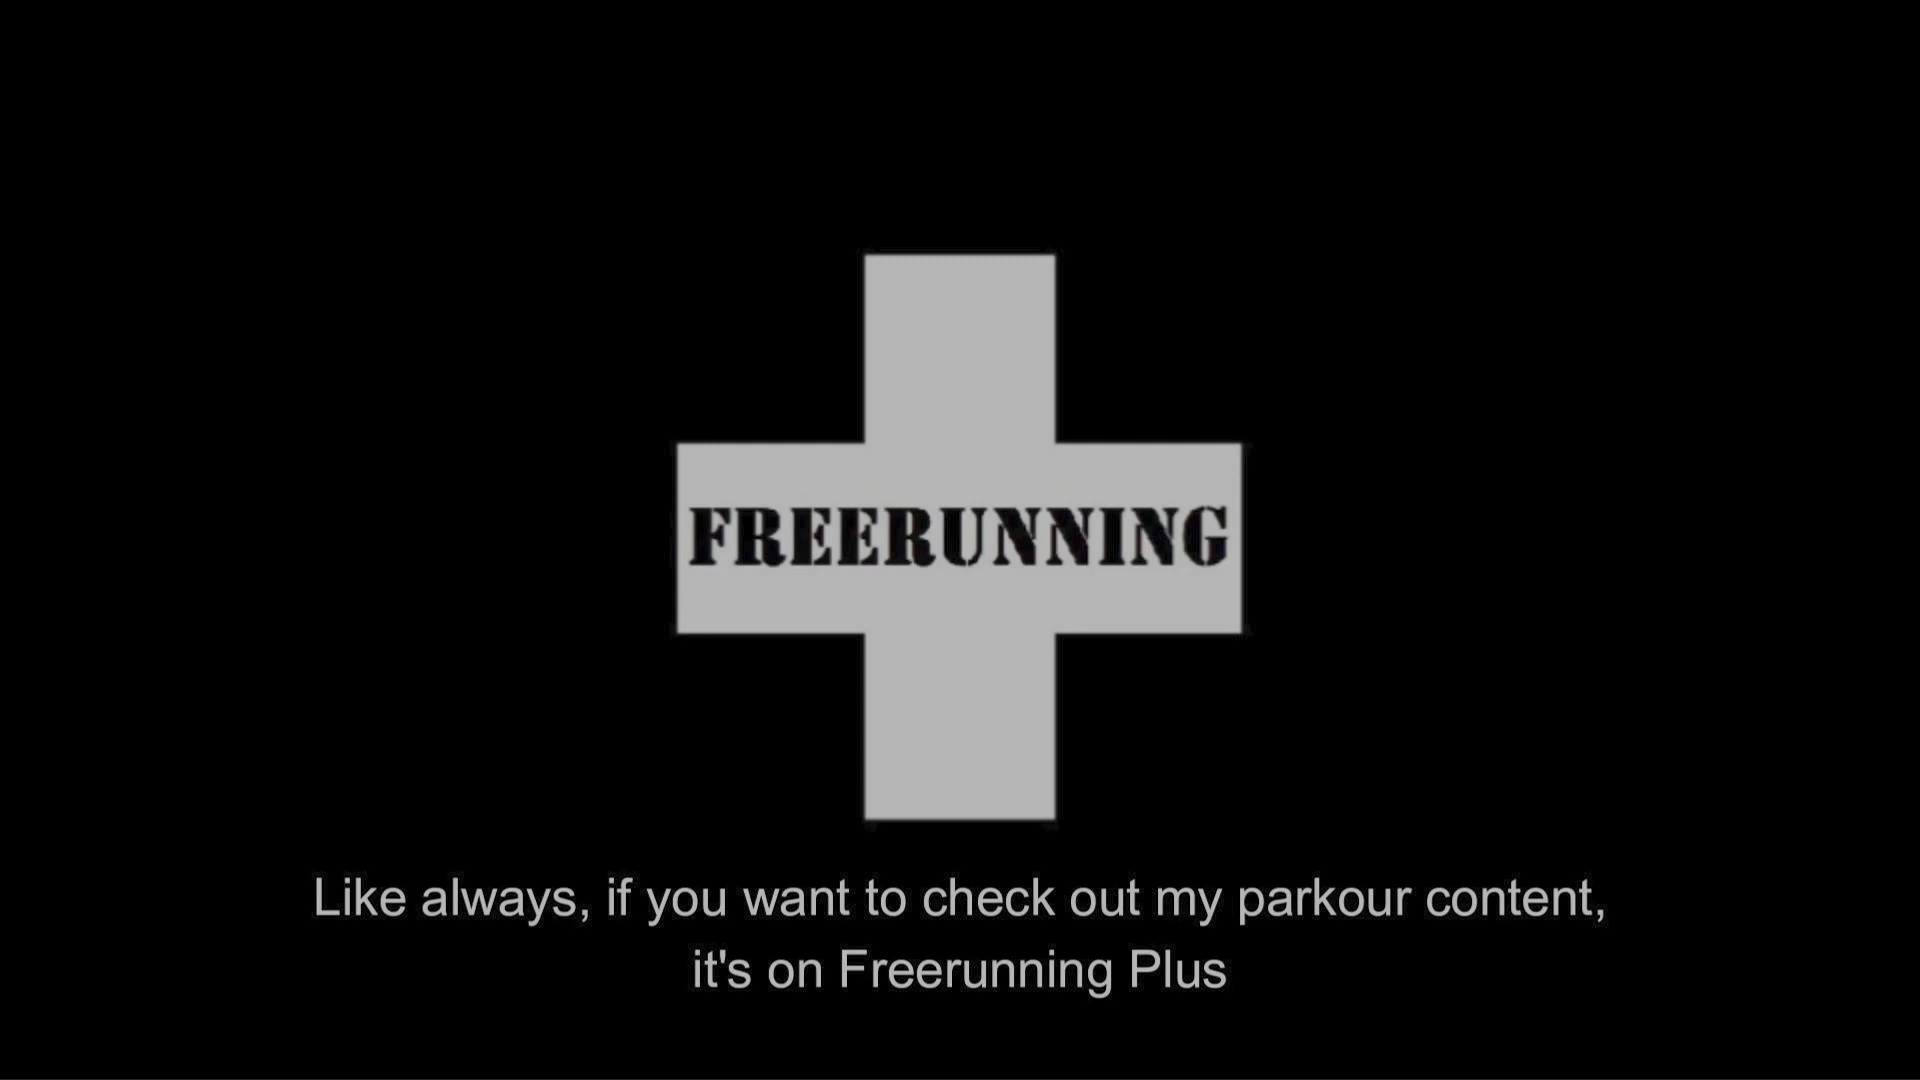 FREERUNNING
Like always, if you want to check out my parkour content,
it's on Freerunning Plus